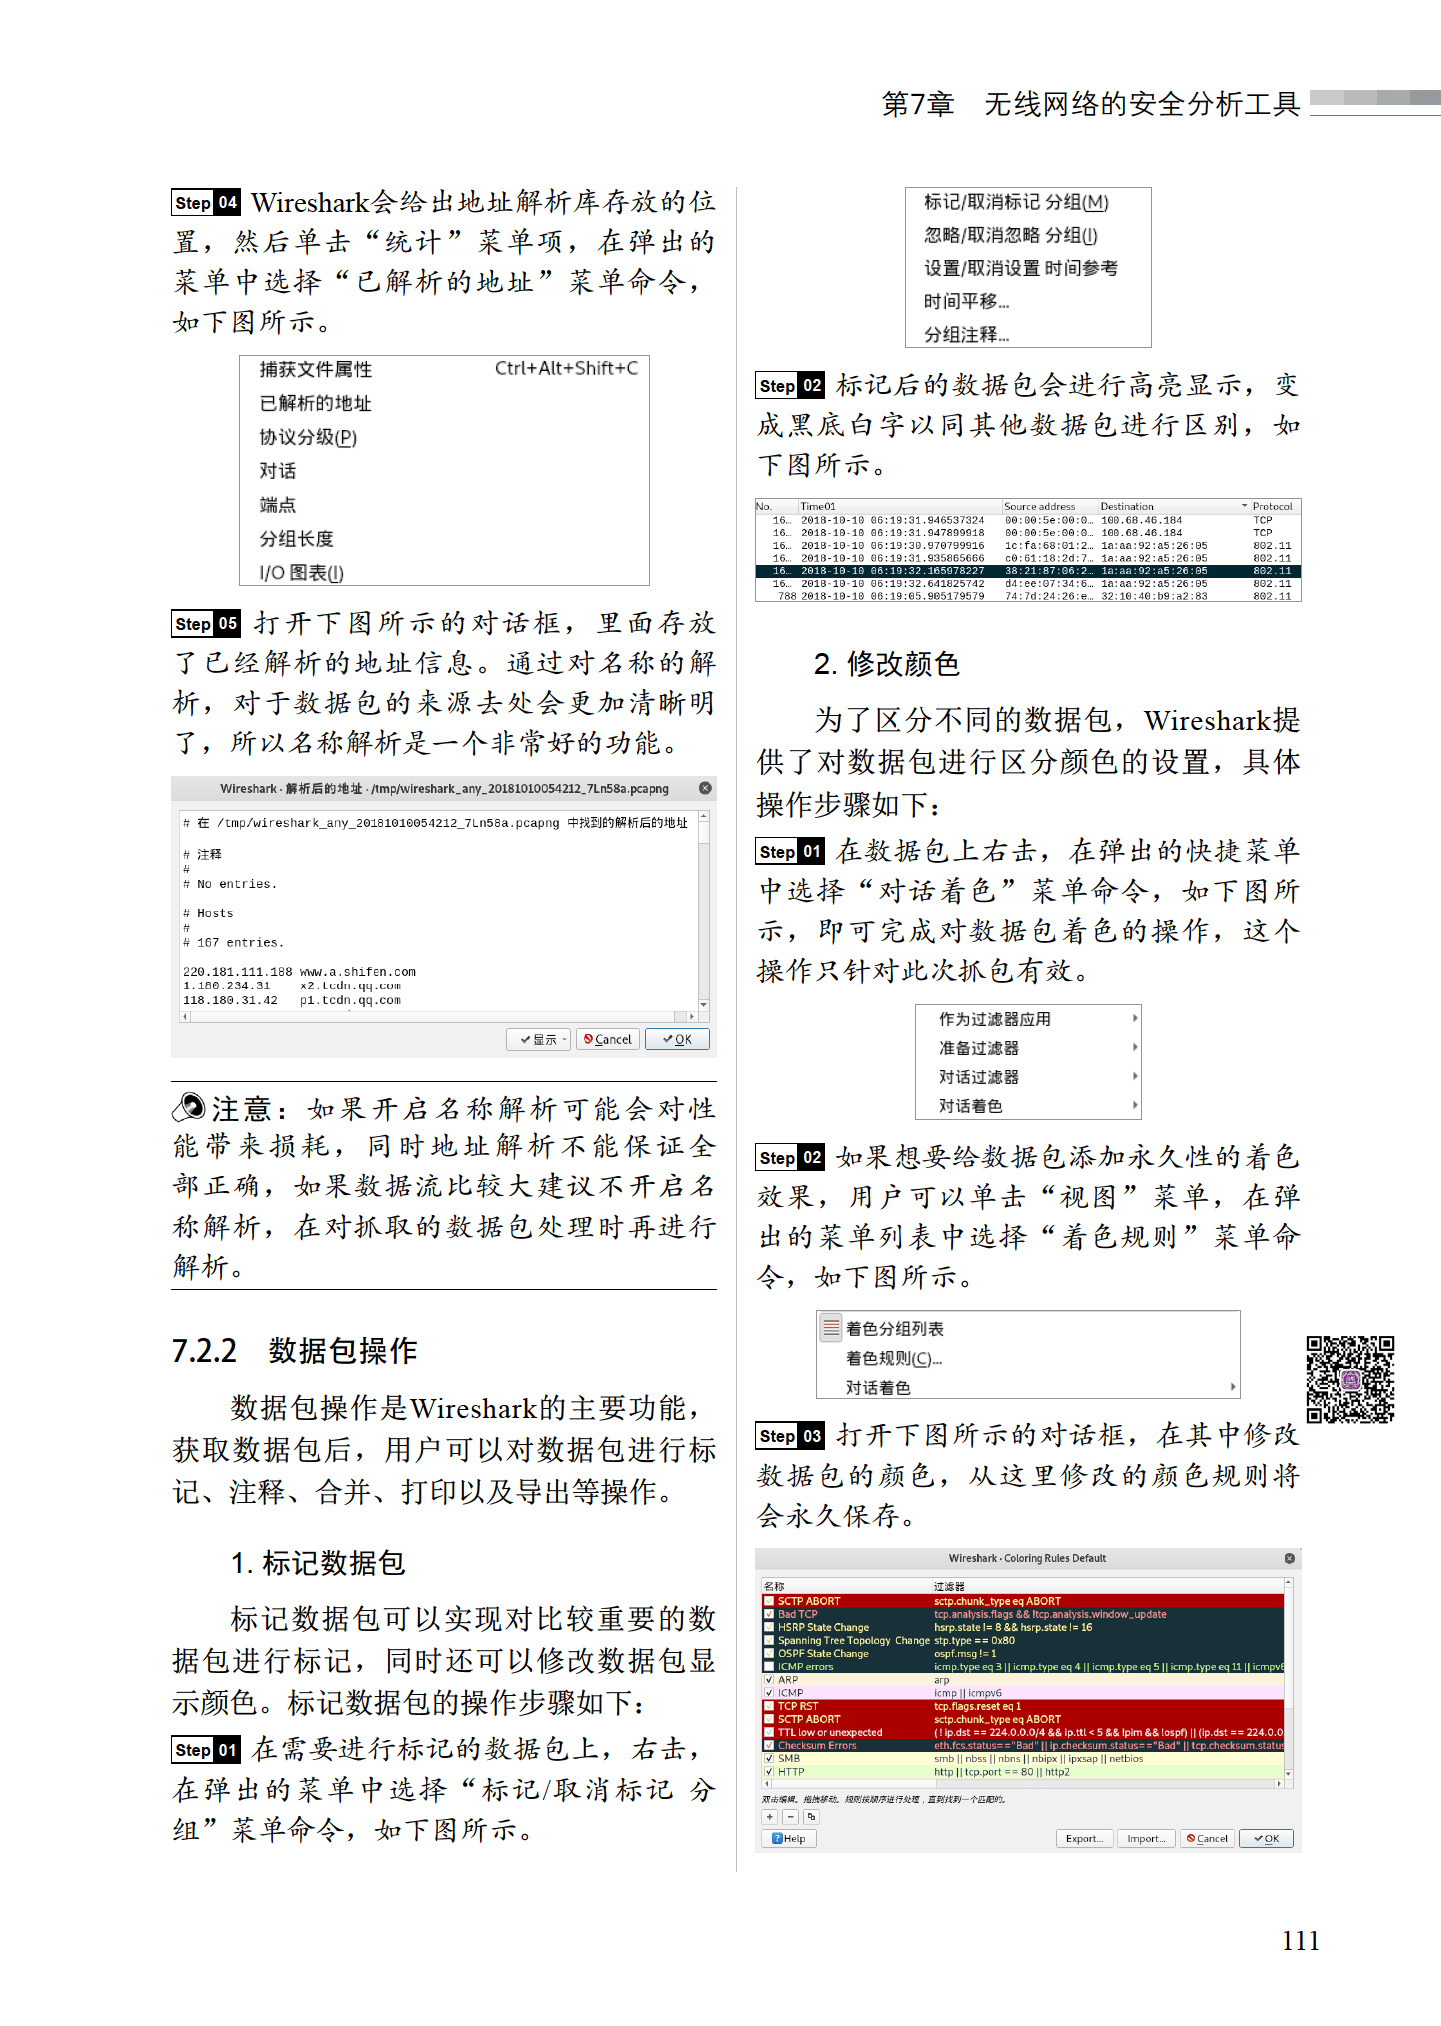 第7章 无线网络的安全分析工具
Step 04 Wireshark会给出地址解析库存放的位
置，然后单击“统计”菜单项，在弹出的
菜单中选择“已解析的地址”菜单命令，
如下图所示。
捕获文件属性 Ctrl+Alt+Shift+C
已解析的地址
协议分级(P)
对话
端点
分组长度
I/O 图表(I)
Step 05 打开下图所示的对话框，里面存放
了已经解析的地址信息。通过对名称的解
析，对于数据包的来源去处会更加清晰明
了，所以名称解析是一个非常好的功能。
Wireshark · 解析后的地址 · /tmp/wireshark_any_20181010054212_7Ln58a.pcapng
# 在 /tmp/wireshark_any_20181010054212_7Ln58a.pcapng 中找到的解析后的地址
# 注释
#
# No entries.
# Hosts
#
# 167 entries.
220.181.111.188 www.a.shifen.com
1.180.234.31 x2.tcdn.qq.com
118.180.31.42 p1.tcdn.qq.com
显示 Cancel OK
注意：如果开启名称解析可能会对性
能带来损耗，同时地址解析不能保证全
部正确，如果数据流比较大建议不开启名
称解析，在对抓取的数据包处理时再进行
解析。
7.2.2 数据包操作
数据包操作是Wireshark的主要功能，
获取数据包后，用户可以对数据包进行标
记、注释、合并、打印以及导出等操作。
1. 标记数据包
标记数据包可以实现对比较重要的数
据包进行标记，同时还可以修改数据包显
示颜色。标记数据包的操作步骤如下：
Step 01 在需要进行标记的数据包上，右击，
在弹出的菜单中选择“标记/取消标记 分
组”菜单命令，如下图所示。
标记/取消标记 分组(M)
忽略/取消忽略 分组(I)
设置/取消设置 时间参考
时间平移...
分组注释...
Step 02 标记后的数据包会进行高亮显示，变
成黑底白字以同其他数据包进行区别，如
下图所示。
No. Time01 Source address Destination Protocol
16… 2018-10-10 06:19:31.946537324 00:00:5e:00:0… 100.68.46.184 TCP
16… 2018-10-10 06:19:31.947899918 00:00:5e:00:0… 100.68.46.184 TCP
16… 2018-10-10 06:19:30.970799916 1c:fa:68:01:2… 1a:aa:92:a5:26:05 802.11
16… 2018-10-10 06:19:31.935865666 c0:61:18:2d:7… 1a:aa:92:a5:26:05 802.11
16… 2018-10-10 06:19:32.165978227 38:21:87:06:2… 1a:aa:92:a5:26:05 802.11
16… 2018-10-10 06:19:32.641825742 d4:ee:07:34:6… 1a:aa:92:a5:26:05 802.11
788 2018-10-10 06:19:05.905179579 74:7d:24:26:e… 32:10:40:b9:a2:83 802.11
2. 修改颜色
为了区分不同的数据包，Wireshark提
供了对数据包进行区分颜色的设置，具体
操作步骤如下：
Step 01 在数据包上右击，在弹出的快捷菜单
中选择“对话着色”菜单命令，如下图所
示，即可完成对数据包着色的操作，这个
操作只针对此次抓包有效。
作为过滤器应用
准备过滤器
对话过滤器
对话着色
Step 02 如果想要给数据包添加永久性的着色
效果，用户可以单击“视图”菜单，在弹
出的菜单列表中选择“着色规则”菜单命
令，如下图所示。
着色分组列表
着色规则(C)...
对话着色
Step 03 打开下图所示的对话框，在其中修改
数据包的颜色，从这里修改的颜色规则将
会永久保存。
Wireshark · Coloring Rules Default
名称 过滤器
SCTP ABORT sctp.chunk_type eq ABORT
Bad TCP tcp.analysis.flags && !tcp.analysis.window_update
HSRP State Change hsrp.state != 8 && hsrp.state != 16
Spanning Tree Topology Change stp.type == 0x80
OSPF State Change ospf.msg != 1
ICMP errors icmp.type eq 3 || icmp.type eq 4 || icmp.type eq 5 || icmp.type eq 11 || icmpv6
ARP arp
ICMP icmp || icmpv6
TCP RST tcp.flags.reset eq 1
SCTP ABORT sctp.chunk_type eq ABORT
TTL low or unexpected ( ! ip.dst == 224.0.0.0/4 && ip.ttl < 5 && !pim && !ospf) || (ip.dst == 224.0.0
Checksum Errors eth.fcs.status=="Bad" || ip.checksum.status=="Bad" || tcp.checksum.status
SMB smb || nbss || nbns || nbipx || ipxsap || netbios
HTTP http || tcp.port == 80 || http2
双击编辑。拖拽移动。规则按顺序进行处理，直到找到一个匹配的。
Help Export... Import... Cancel OK
111